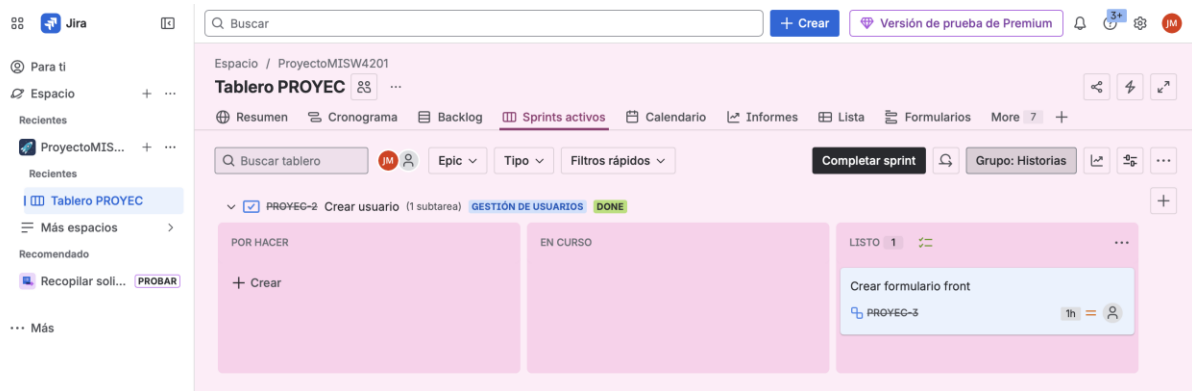 Jira
Buscar
+ Crear
Versión de prueba de Premium
3+
JM
Para ti
Espacio
Recientes
ProyectoMIS...
Recientes
Tablero PROYEC
Más espacios
Recomendado
Recopilar soli... PROBAR
Más
Espacio / ProyectoMISW4201
Tablero PROYEC
Resumen Cronograma Backlog Sprints activos Calendario Informes Lista Formularios More 7
Buscar tablero JM Epic Tipo Filtros rápidos Completar sprint Grupo: Historias
PROYEC-2 Crear usuario (1 subtarea) GESTIÓN DE USUARIOS DONE
POR HACER EN CURSO LISTO 1
+ Crear
Crear formulario front
PROYEC-3 1h